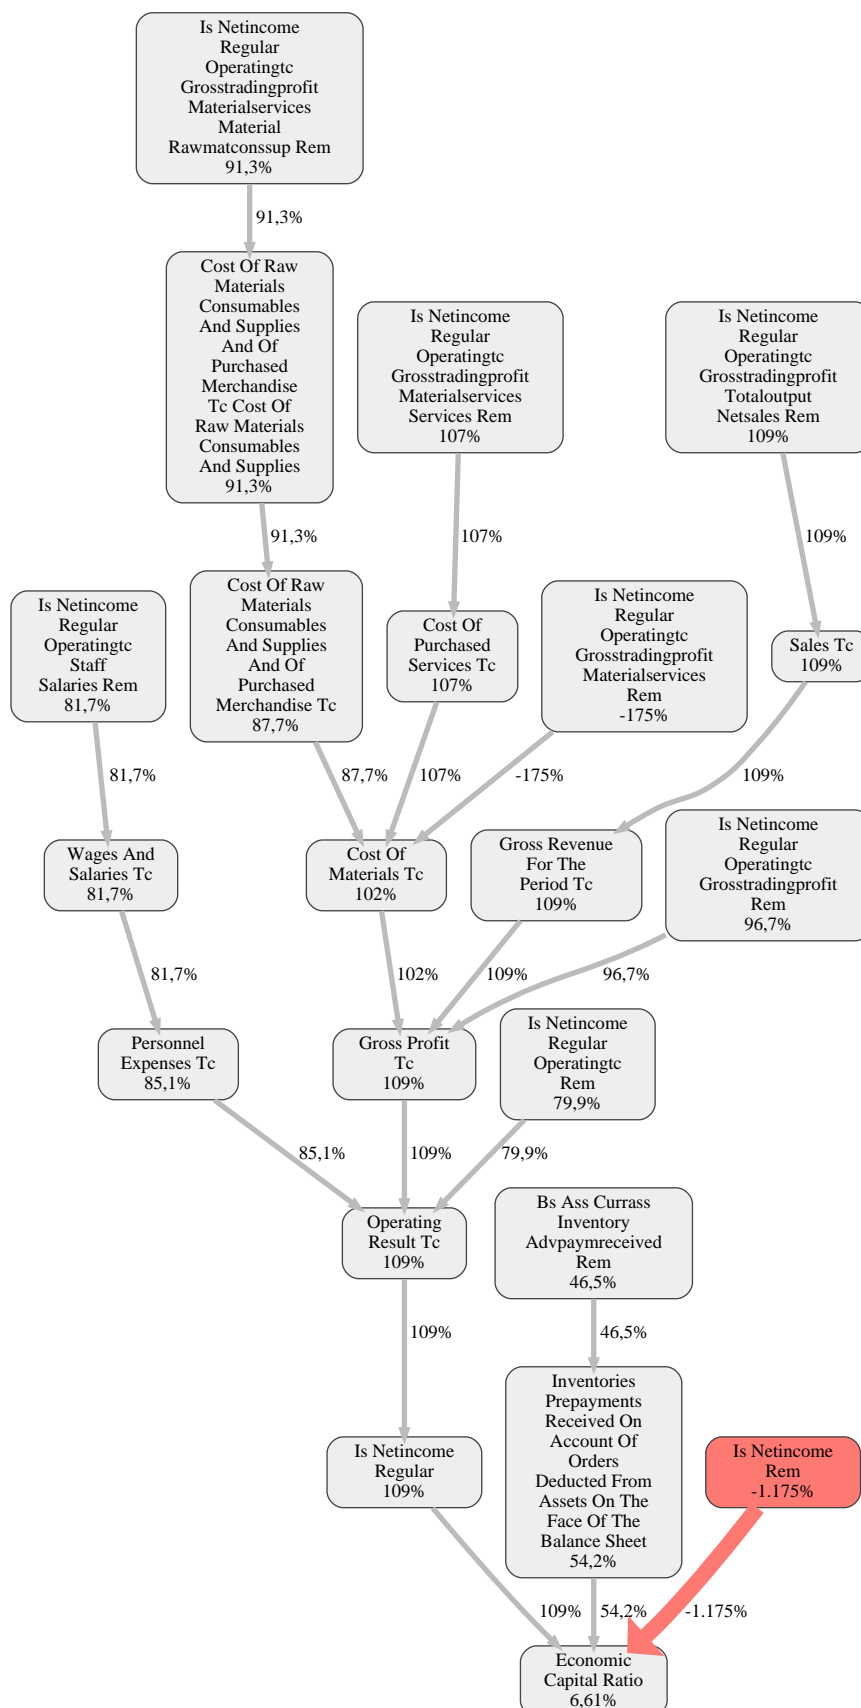 Is Netincome
Regular
Operatingtc
Grosstradingprofit
Materialservices
Material
Rawmatconssup Rem
91,3%
91,3%
Cost Of Raw
Materials
Consumables
And Supplies
And Of
Purchased
Merchandise
Tc Cost Of
Raw Materials
Consumables
And Supplies
91,3%
Is Netincome
Regular
Operatingtc
Grosstradingprofit
Materialservices
Services Rem
107%
Is Netincome
Regular
Operatingtc
Grosstradingprofit
Totaloutput
Netsales Rem
109%
91,3%
107%
109%
Is Netincome
Regular
Operatingtc
Staff
Salaries Rem
81,7%
Cost Of Raw
Materials
Consumables
And Supplies
And Of
Purchased
Merchandise Tc
87,7%
Cost Of
Purchased
Services Tc
107%
Is Netincome
Regular
Operatingtc
Grosstradingprofit
Materialservices
Rem
-175%
Sales Tc
109%
81,7%
87,7%
107%
-175%
109%
Wages And
Salaries Tc
81,7%
Cost Of
Materials Tc
102%
Gross Revenue
For The
Period Tc
109%
Is Netincome
Regular
Operatingtc
Grosstradingprofit
Rem
96,7%
81,7%
102%
109%
96,7%
Personnel
Expenses Tc
85,1%
Gross Profit
Tc
109%
Is Netincome
Regular
Operatingtc
Rem
79,9%
85,1%
109%
79,9%
Operating
Result Tc
109%
Bs Ass Currass
Inventory
Advpaymreceived
Rem
46,5%
109%
46,5%
Is Netincome
Regular
109%
Inventories
Prepayments
Received On
Account Of
Orders
Deducted From
Assets On The
Face Of The
Balance Sheet
54,2%
Is Netincome
Rem
-1.175%
109%
54,2%
-1.175%
Economic
Capital Ratio
6,61%